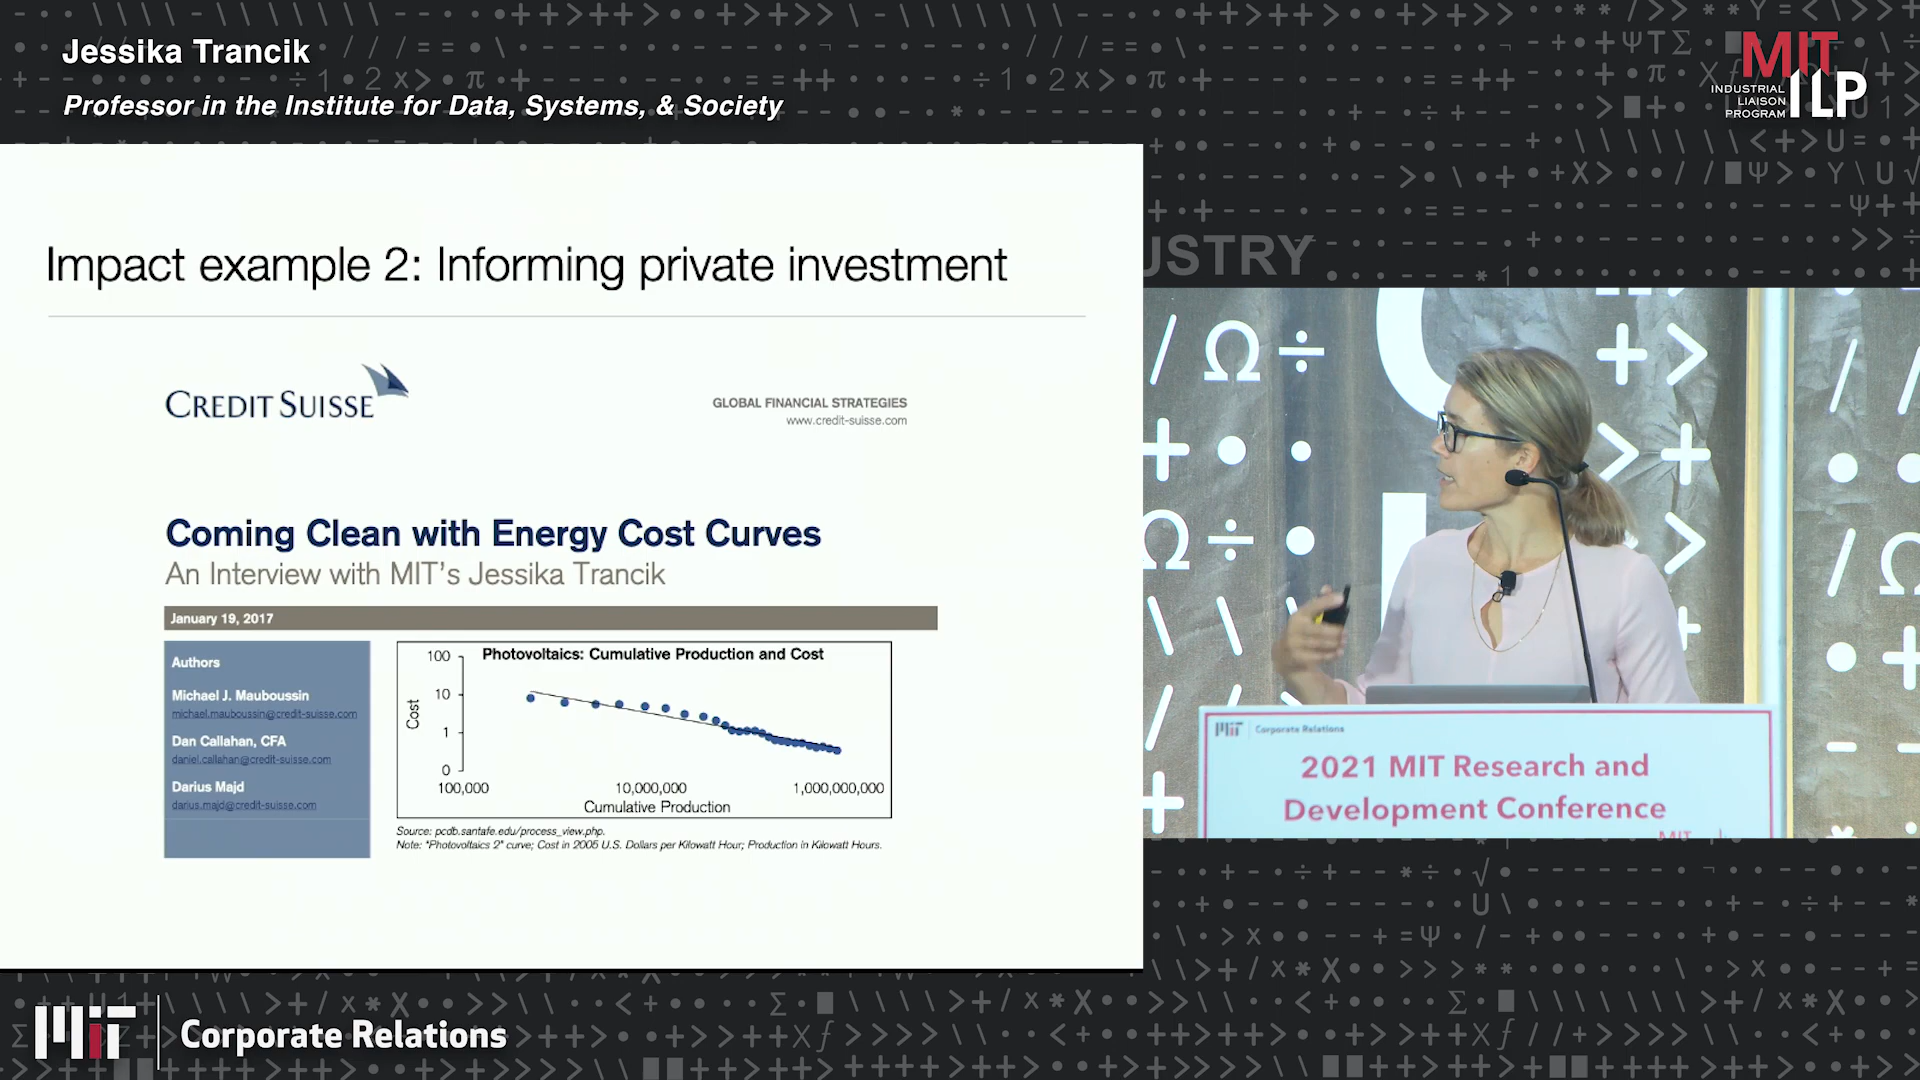 Jessika Trancik
Professor in the Institute for Data, Systems, & Society
MIT
ILP
INDUSTRIAL
LIAISON
PROGRAM
USTRY
Impact example 2: Informing private investment
CREDIT SUISSE
GLOBAL FINANCIAL STRATEGIES
www.credit-suisse.com
Coming Clean with Energy Cost Curves
An Interview with MIT's Jessika Trancik
January 19, 2017
Authors
Michael J. Mauboussin
michael.mauboussin@credit-suisse.com
Dan Callahan, CFA
daniel.callahan@credit-suisse.com
Darius Majd
darius.majd@credit-suisse.com
Photovoltaics: Cumulative Production and Cost
Cost
100
10
1
0
100,000
10,000,000
1,000,000,000
Cumulative Production
Source: pcdb.santafe.edu/process_view.php.
Note: "Photovoltaics 2" curve; Cost in 2005 U.S. Dollars per Kilowatt Hour; Production in Kilowatt Hours.
MIT Corporate Relations
2021 MIT Research and
Development Conference
MIT Corporate Relations